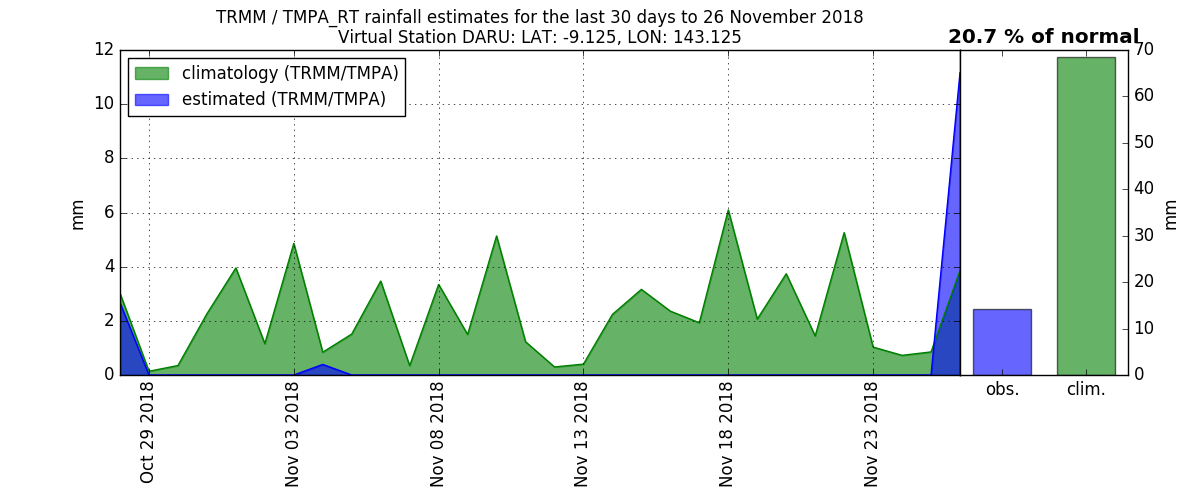 TRMM / TMPA_RT rainfall estimates for the last 30 days to 26 November 2018
Virtual Station DARU: LAT: -9.125, LON: 143.125
20.7 % of normal
climatology (TRMM/TMPA)
estimated (TRMM/TMPA)
12
10
8
6
4
2
0
mm
Oct 29 2018
Nov 03 2018
Nov 08 2018
Nov 13 2018
Nov 18 2018
Nov 23 2018
obs.
clim.
70
60
50
40
30
20
10
0
mm